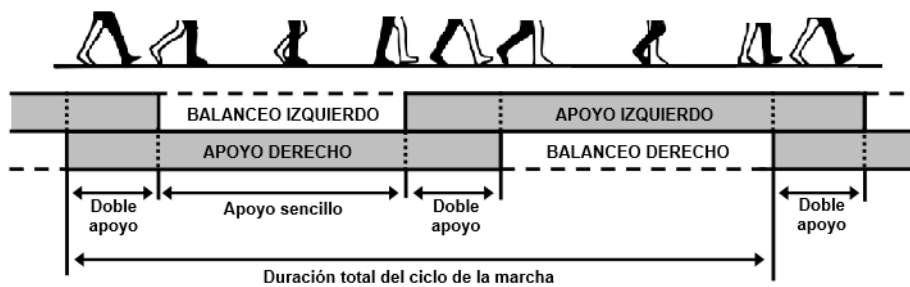 BALANCEO IZQUIERDO
APOYO IZQUIERDO
APOYO DERECHO
BALANCEO DERECHO
Doble
apoyo
Apoyo sencillo
Doble
apoyo
Doble
apoyo
Duración total del ciclo de la marcha